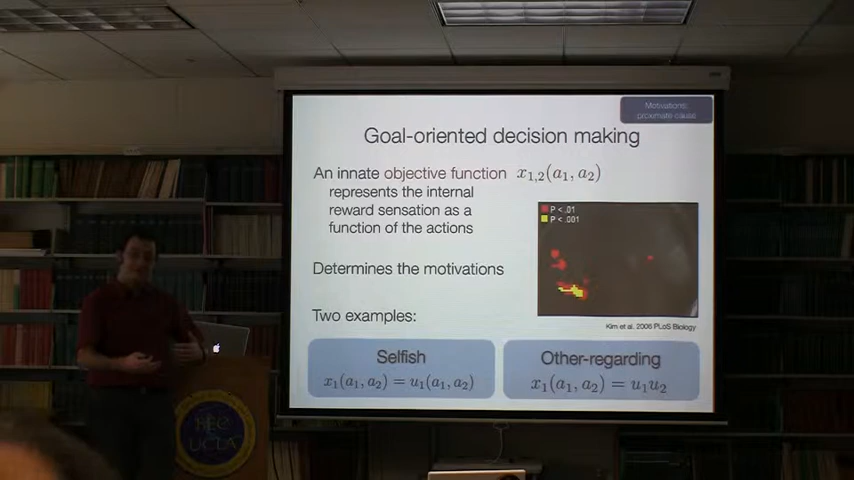 Motivations:
proximate cause
Goal-oriented decision making
An innate objective function x₁,₂(a₁, a₂)
represents the internal
reward sensation as a
function of the actions
P < .01
P < .001
Determines the motivations
Two examples:
Kim et al. 2006 PLoS Biology
Selfish
x₁(a₁, a₂) = u₁(a₁, a₂)
Other-regarding
x₁(a₁, a₂) = u₁u₂
UCLA